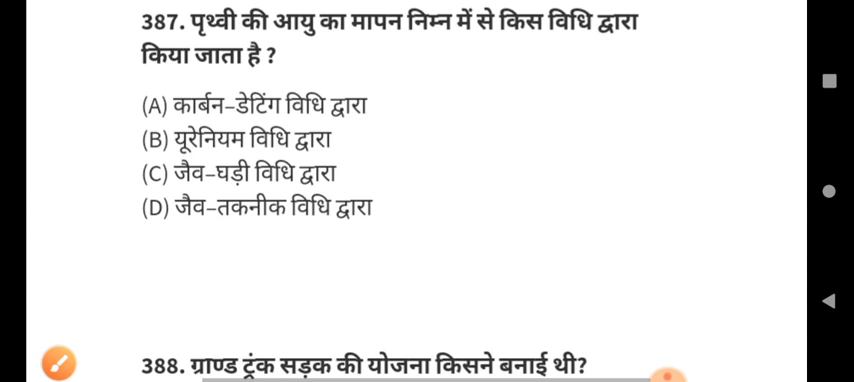 387. पृथ्वी की आयु का मापन निम्न में से किस विधि द्वारा
किया जाता है ?
(A) कार्बन–डेटिंग विधि द्वारा
(B) यूरेनियम विधि द्वारा
(C) जैव–घड़ी विधि द्वारा
(D) जैव–तकनीक विधि द्वारा
388. ग्राण्ड ट्रंक सड़क की योजना किसने बनाई थी?